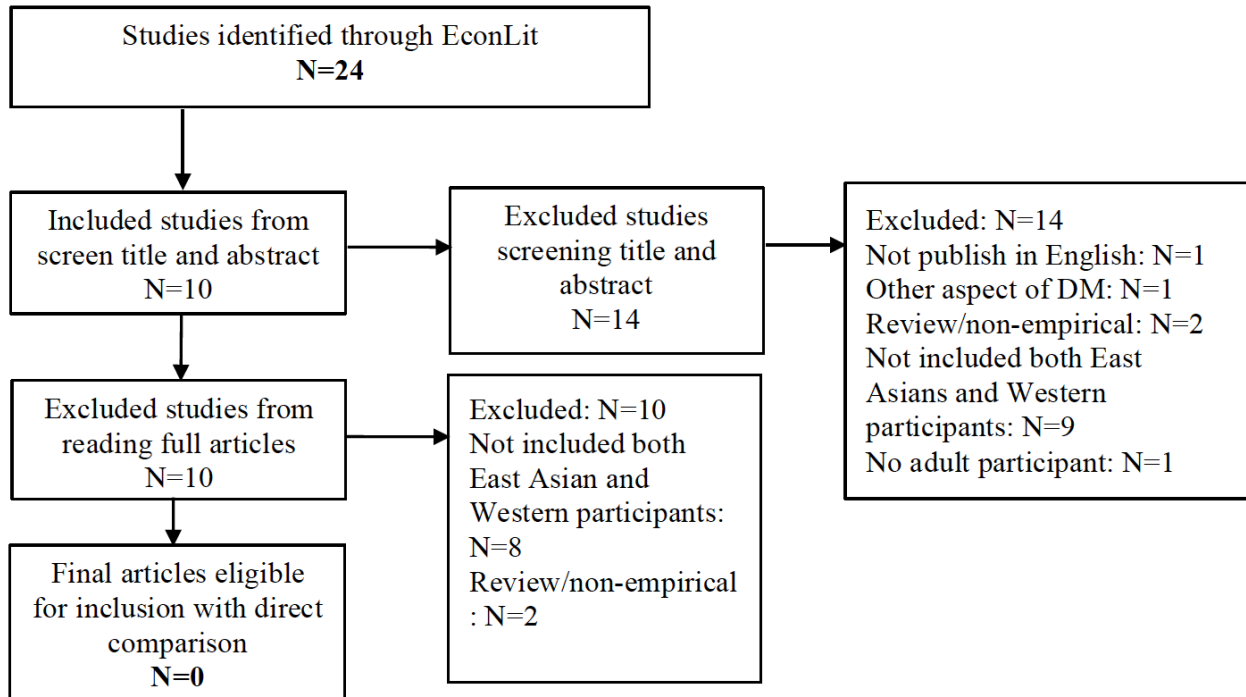 Studies identified through EconLit
N=24
Included studies from
screen title and abstract
N=10
Excluded studies
screening title and
abstract
N=14
Excluded: N=14
Not publish in English: N=1
Other aspect of DM: N=1
Review/non-empirical: N=2
Not included both East
Asians and Western
participants: N=9
No adult participant: N=1
Excluded studies from
reading full articles
N=10
Excluded: N=10
Not included both
East Asian and
Western participants:
N=8
Review/non-empirical
: N=2
Final articles eligible
for inclusion with direct
comparison
N=0